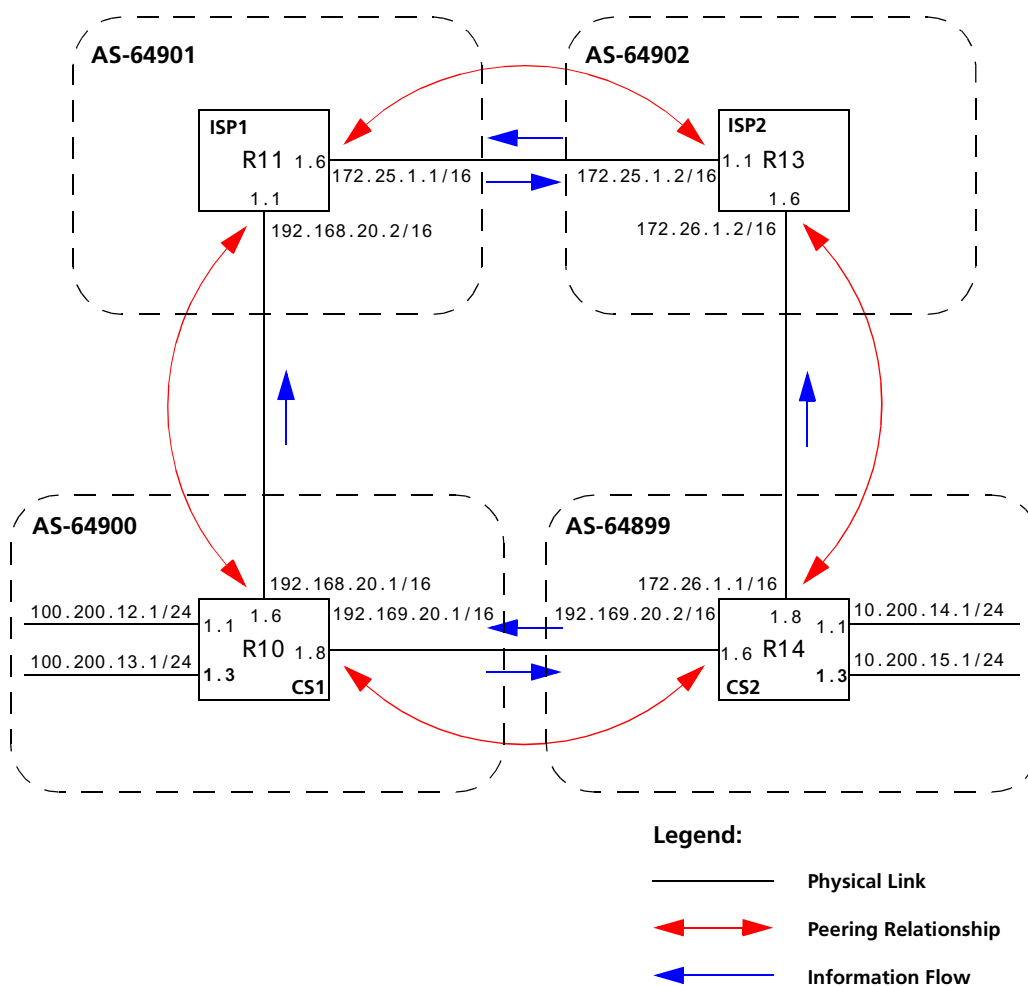 AS-64901
AS-64902
ISP1
R11
1.6
1.1
172.25.1.1/16
192.168.20.2/16
ISP2
1.1
R13
1.6
172.25.1.2/16
172.26.1.2/16
AS-64900
AS-64899
192.168.20.1/16
192.169.20.1/16
100.200.12.1/24
100.200.13.1/24
1.6
1.1
R10
1.8
1.3
CS1
172.26.1.1/16
192.169.20.2/16
10.200.14.1/24
10.200.15.1/24
1.8
1.1
1.6
R14
1.3
CS2
Legend:
Physical Link
Peering Relationship
Information Flow